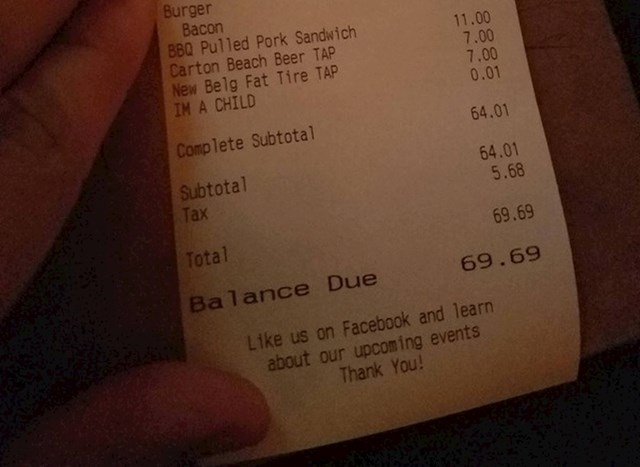 Burger
Bacon
BBQ Pulled Pork Sandwich 11.00
Carton Beach Beer TAP 7.00
New Belg Fat Tire TAP 7.00
IM A CHILD 0.01
Complete Subtotal 64.01
Subtotal 64.01
Tax 5.68
Total 69.69
Balance Due 69.69
Like us on Facebook and learn
about our upcoming events
Thank You!